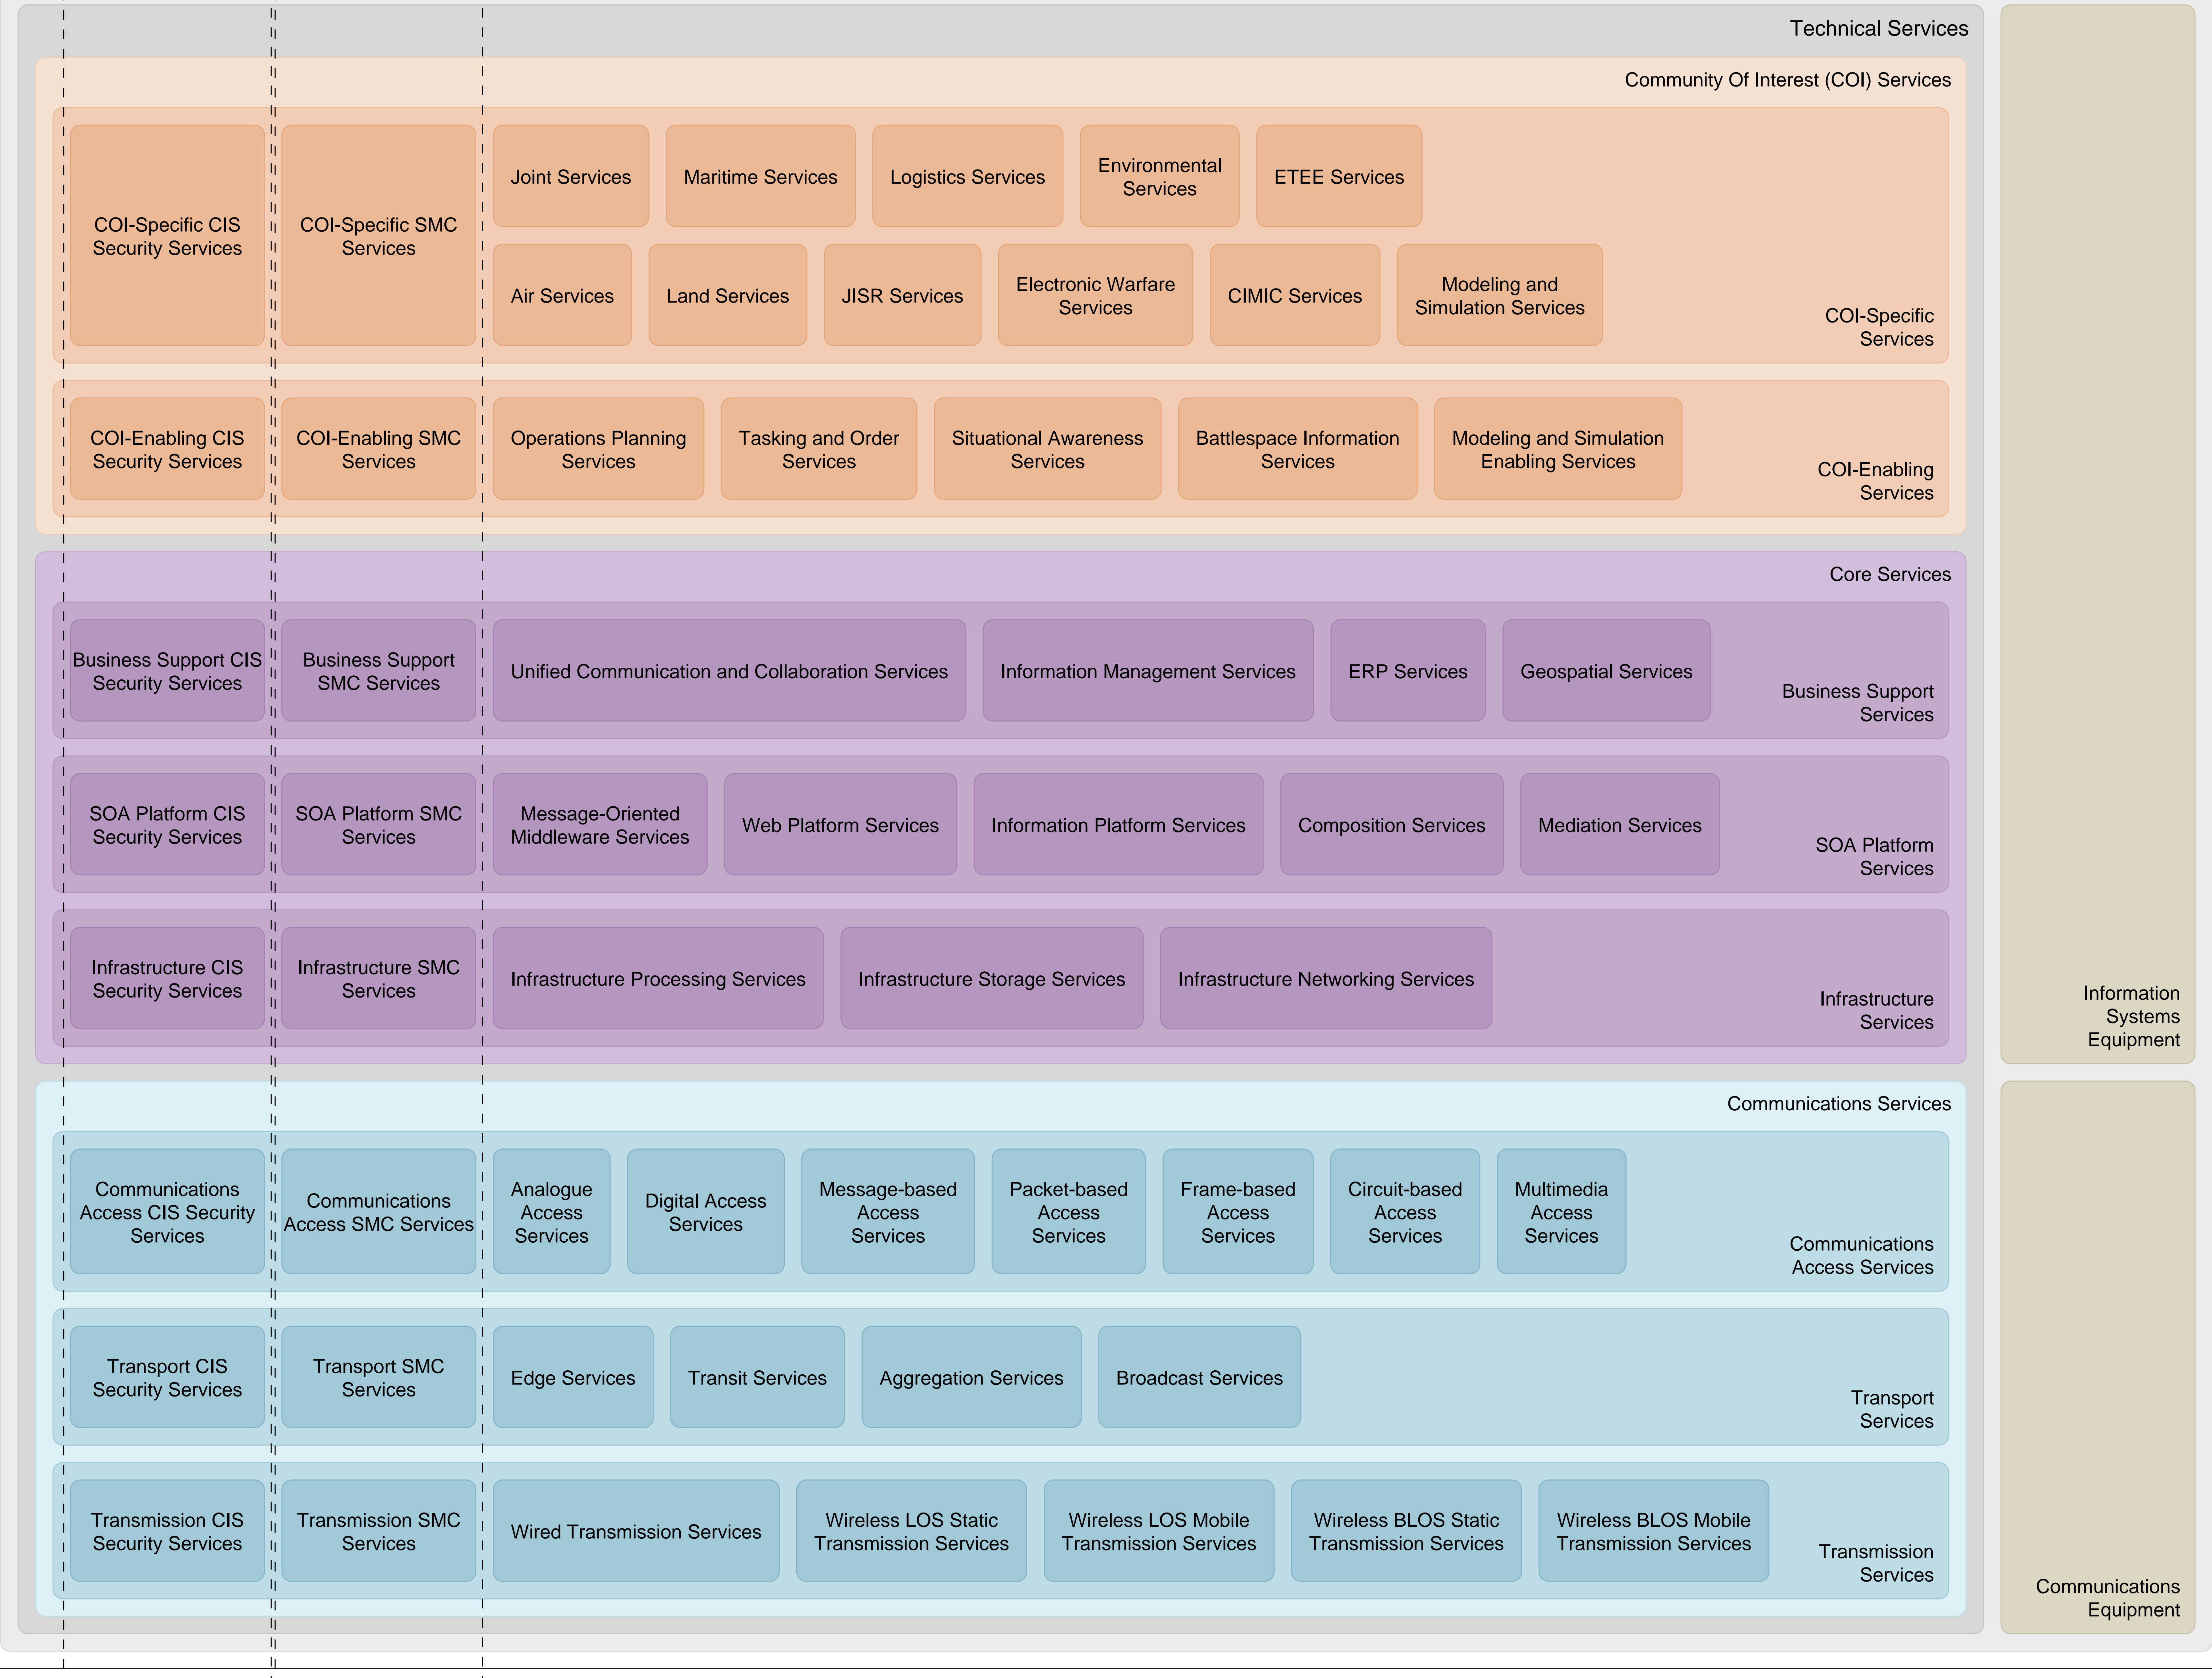 Technical Services
Community Of Interest (COI) Services
COI-Specific CIS
Security Services
COI-Specific SMC
Services
Joint Services
Maritime Services
Logistics Services
Environmental
Services
ETEE Services
Air Services
Land Services
JISR Services
Electronic Warfare
Services
CIMIC Services
Modeling and
Simulation Services
COI-Specific
Services
COI-Enabling CIS
Security Services
COI-Enabling SMC
Services
Operations Planning
Services
Tasking and Order
Services
Situational Awareness
Services
Battlespace Information
Services
Modeling and Simulation
Enabling Services
COI-Enabling
Services
Core Services
Business Support CIS
Security Services
Business Support
SMC Services
Unified Communication and Collaboration Services
Information Management Services
ERP Services
Geospatial Services
Business Support
Services
SOA Platform CIS
Security Services
SOA Platform SMC
Services
Message-Oriented
Middleware Services
Web Platform Services
Information Platform Services
Composition Services
Mediation Services
SOA Platform
Services
Infrastructure CIS
Security Services
Infrastructure SMC
Services
Infrastructure Processing Services
Infrastructure Storage Services
Infrastructure Networking Services
Infrastructure
Services
Information
Systems
Equipment
Communications Services
Communications
Access CIS Security
Services
Communications
Access SMC Services
Analogue
Access
Services
Digital Access
Services
Message-based
Access
Services
Packet-based
Access
Services
Frame-based
Access
Services
Circuit-based
Access
Services
Multimedia
Access
Services
Communications
Access Services
Transport CIS
Security Services
Transport SMC
Services
Edge Services
Transit Services
Aggregation Services
Broadcast Services
Transport
Services
Transmission CIS
Security Services
Transmission SMC
Services
Wired Transmission Services
Wireless LOS Static
Transmission Services
Wireless LOS Mobile
Transmission Services
Wireless BLOS Static
Transmission Services
Wireless BLOS Mobile
Transmission Services
Transmission
Services
Communications
Equipment